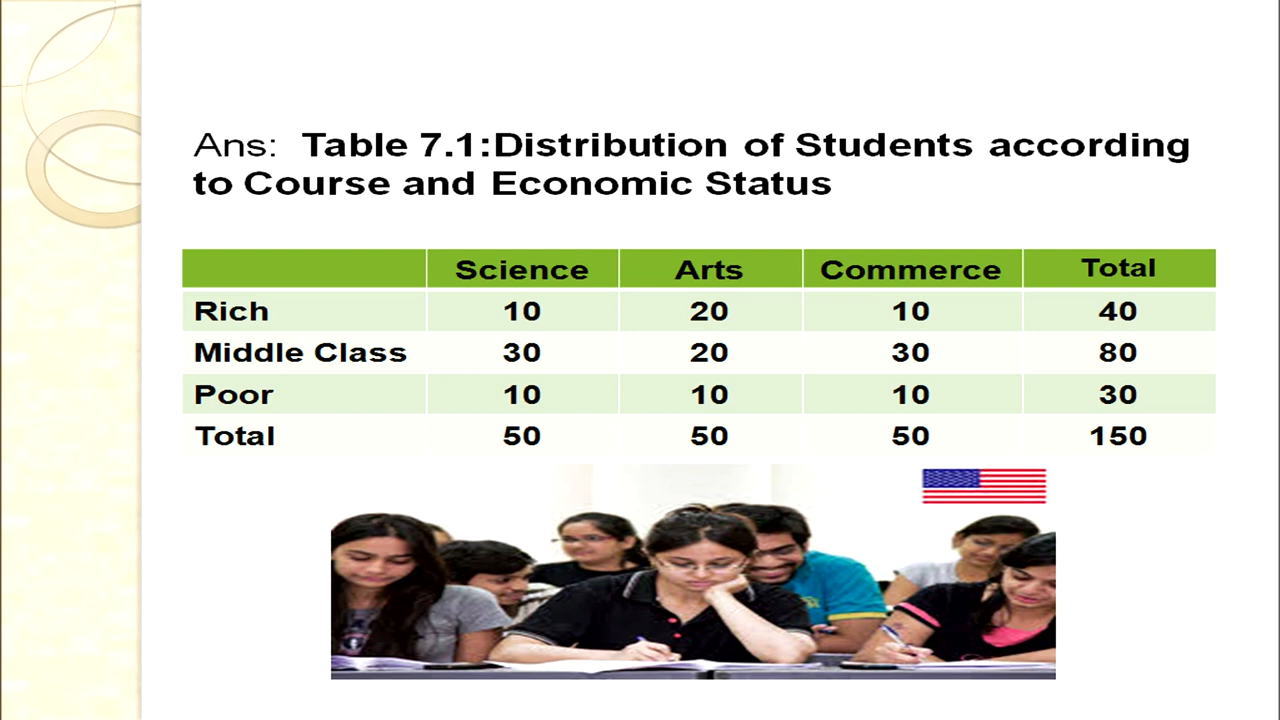 Ans: Table 7.1:Distribution of Students according
to Course and Economic Status
Science Arts Commerce Total
Rich 10 20 10 40
Middle Class 30 20 30 80
Poor 10 10 10 30
Total 50 50 50 150